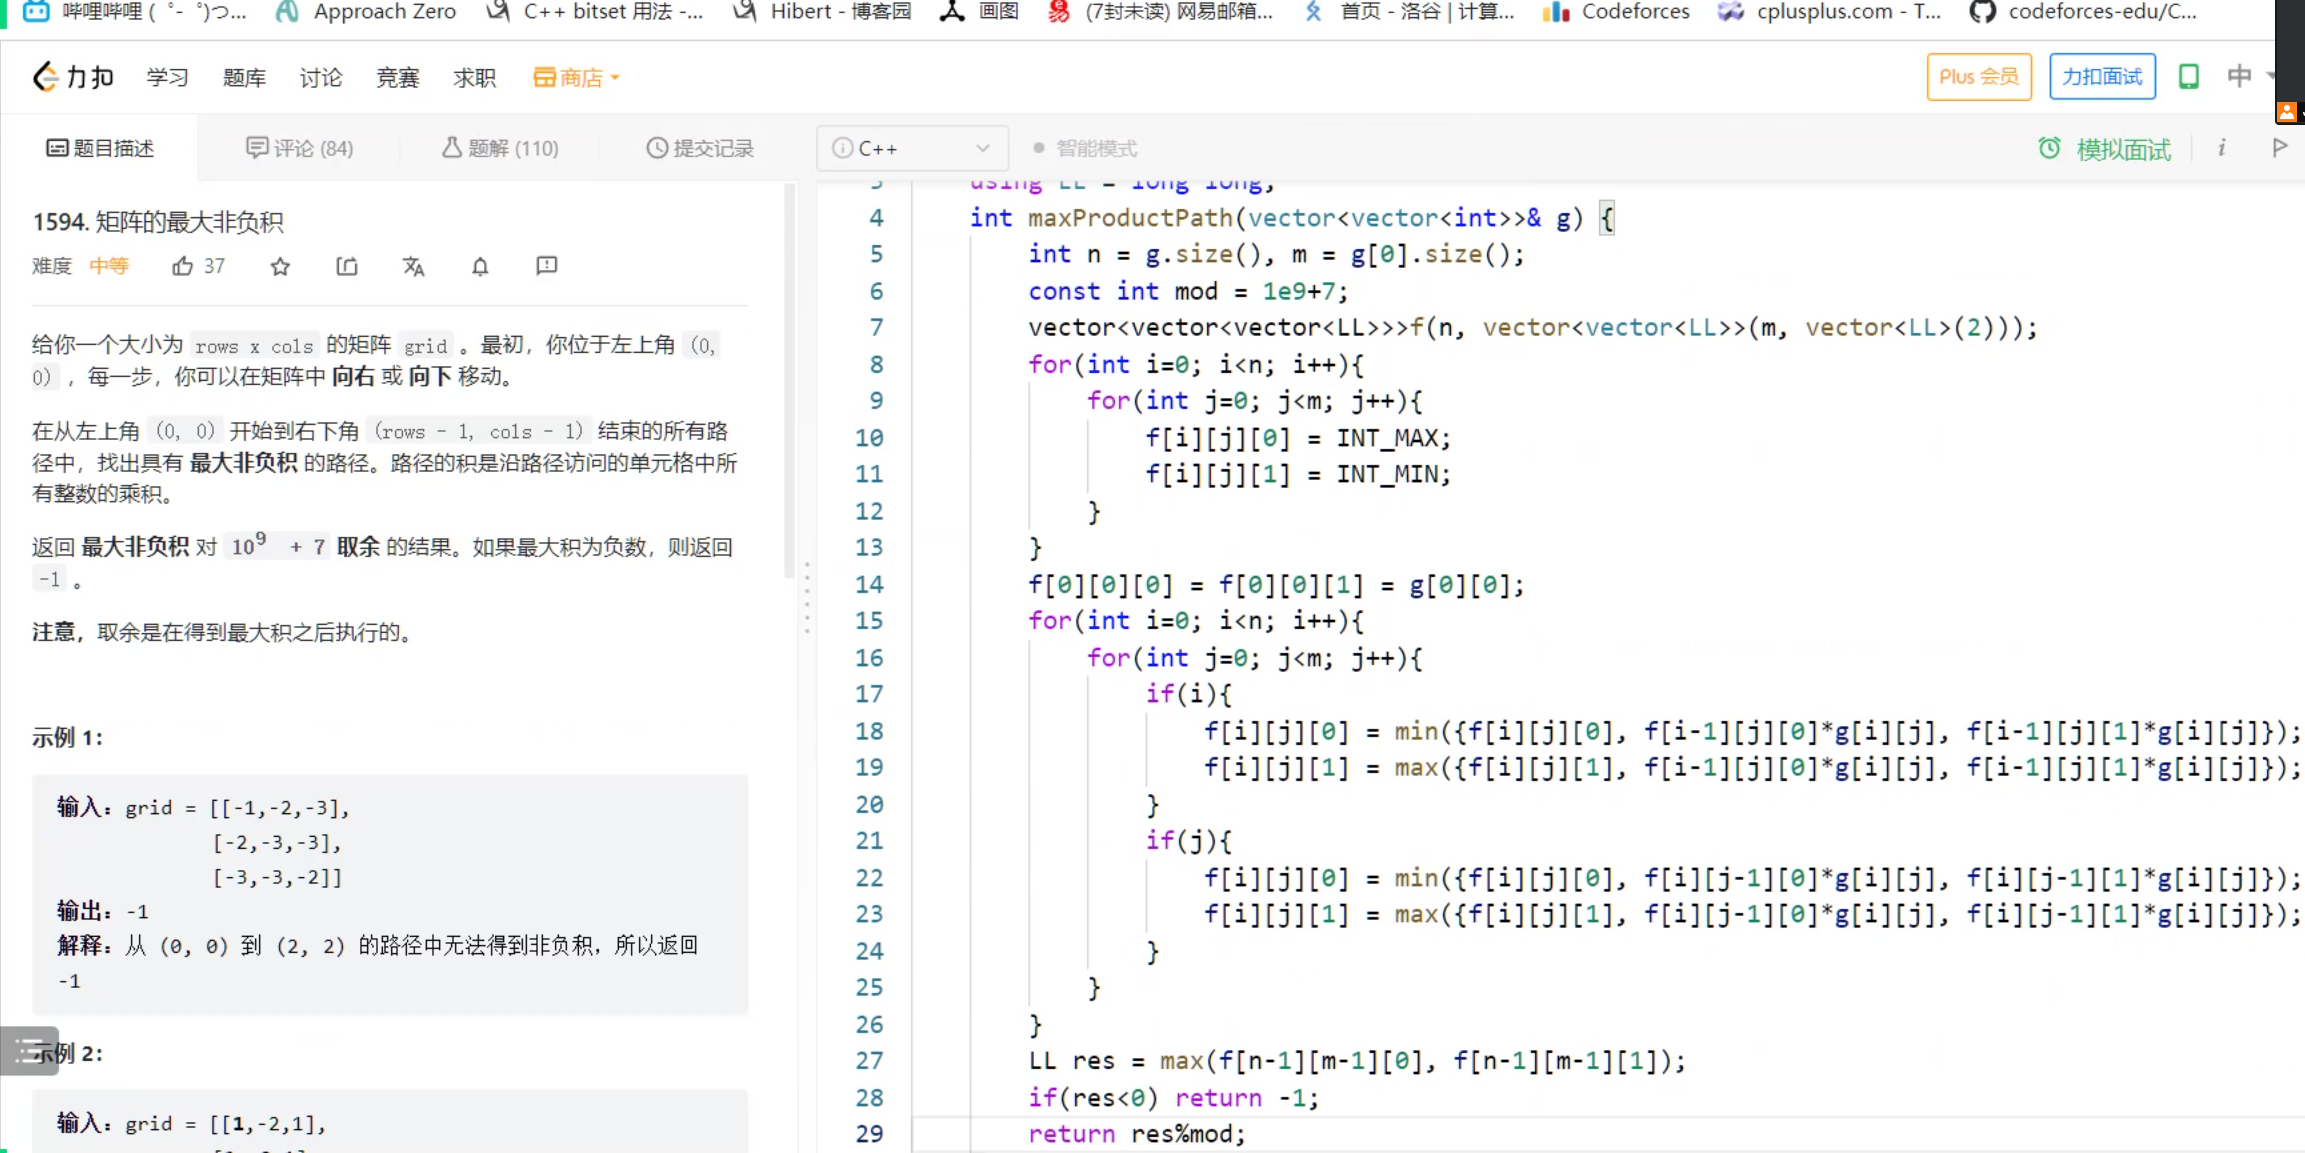 哔哩哔哩 (゜-゜)つ... Approach Zero C++ bitset 用法 -... Hibert - 博客园 画图 (7封未读) 网易邮箱... 首页 - 洛谷 | 计算... Codeforces cplusplus.com - T... codeforces-edu/C...
力扣 学习 题库 讨论 竞赛 求职 商店 Plus 会员 力扣面试 中
题目描述 评论 (84) 题解 (110) 提交记录 C++ 智能模式 模拟面试 i
1594. 矩阵的最大非负积
难度 中等 37
给你一个大小为 rows x cols 的矩阵 grid 。最初，你位于左上角 (0,
0) ，每一步，你可以在矩阵中 向右 或 向下 移动。
在从左上角 (0, 0) 开始到右下角 (rows - 1, cols - 1) 结束的所有路
径中，找出具有 最大非负积 的路径。路径的积是沿路径访问的单元格中所
有整数的乘积。
返回 最大非负积 对 10⁹ + 7 取余 的结果。如果最大积为负数，则返回
-1 。
注意，取余是在得到最大积之后执行的。
示例 1：
输入：grid = [[-1,-2,-3],
[-2,-3,-3],
[-3,-3,-2]]
输出：-1
解释：从 (0, 0) 到 (2, 2) 的路径中无法得到非负积，所以返回
-1
示例 2：
输入：grid = [[1,-2,1],
3 using LL = long long;
4 int maxProductPath(vector<vector<int>>& g) {
5 int n = g.size(), m = g[0].size();
6 const int mod = 1e9+7;
7 vector<vector<vector<LL>>>f(n, vector<vector<LL>>(m, vector<LL>(2)));
8 for(int i=0; i<n; i++){
9 for(int j=0; j<m; j++){
10 f[i][j][0] = INT_MAX;
11 f[i][j][1] = INT_MIN;
12 }
13 }
14 f[0][0][0] = f[0][0][1] = g[0][0];
15 for(int i=0; i<n; i++){
16 for(int j=0; j<m; j++){
17 if(i){
18 f[i][j][0] = min({f[i][j][0], f[i-1][j][0]*g[i][j], f[i-1][j][1]*g[i][j]});
19 f[i][j][1] = max({f[i][j][1], f[i-1][j][0]*g[i][j], f[i-1][j][1]*g[i][j]});
20 }
21 if(j){
22 f[i][j][0] = min({f[i][j][0], f[i][j-1][0]*g[i][j], f[i][j-1][1]*g[i][j]});
23 f[i][j][1] = max({f[i][j][1], f[i][j-1][0]*g[i][j], f[i][j-1][1]*g[i][j]});
24 }
25 }
26 }
27 LL res = max(f[n-1][m-1][0], f[n-1][m-1][1]);
28 if(res<0) return -1;
29 return res%mod;